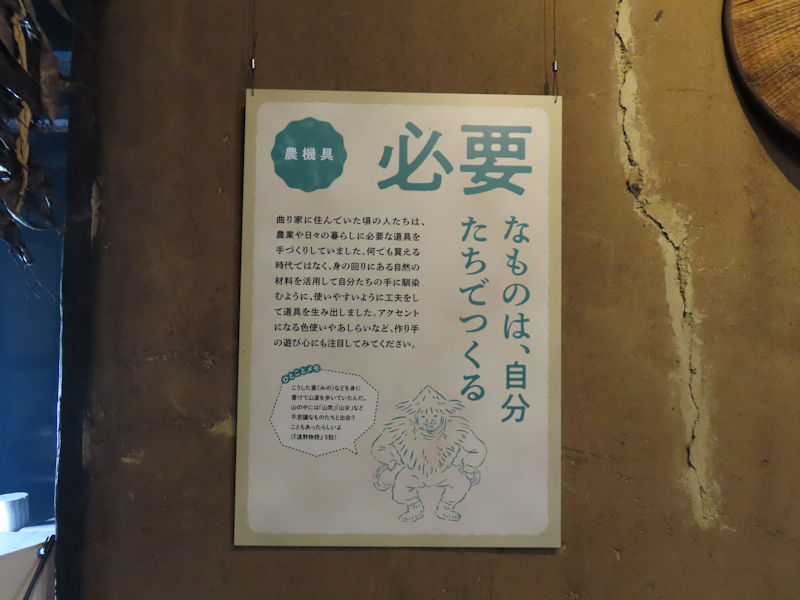 農機具
必要
なものは、自分
たちでつくる
曲り家に住んでいた頃の人たちは、
農業や日々の暮らしに必要な道具を
手づくりしていました。何でも買える
時代ではなく、身の回りにある自然の
材料を活用して自分たちの手に馴染
むように、使いやすいように工夫をし
て道具を生み出しました。アクセント
になる色使いやあしらいなど、作り手
の遊び心にも注目してみてください。
ひとことメモ
こうした蓑(みの)などを身に
着けて山道を歩いていたんだ。
山の中には「山男」「山女」など
不思議なものたちと出会う
こともあったらしいよ
(『遠野物語』5話)